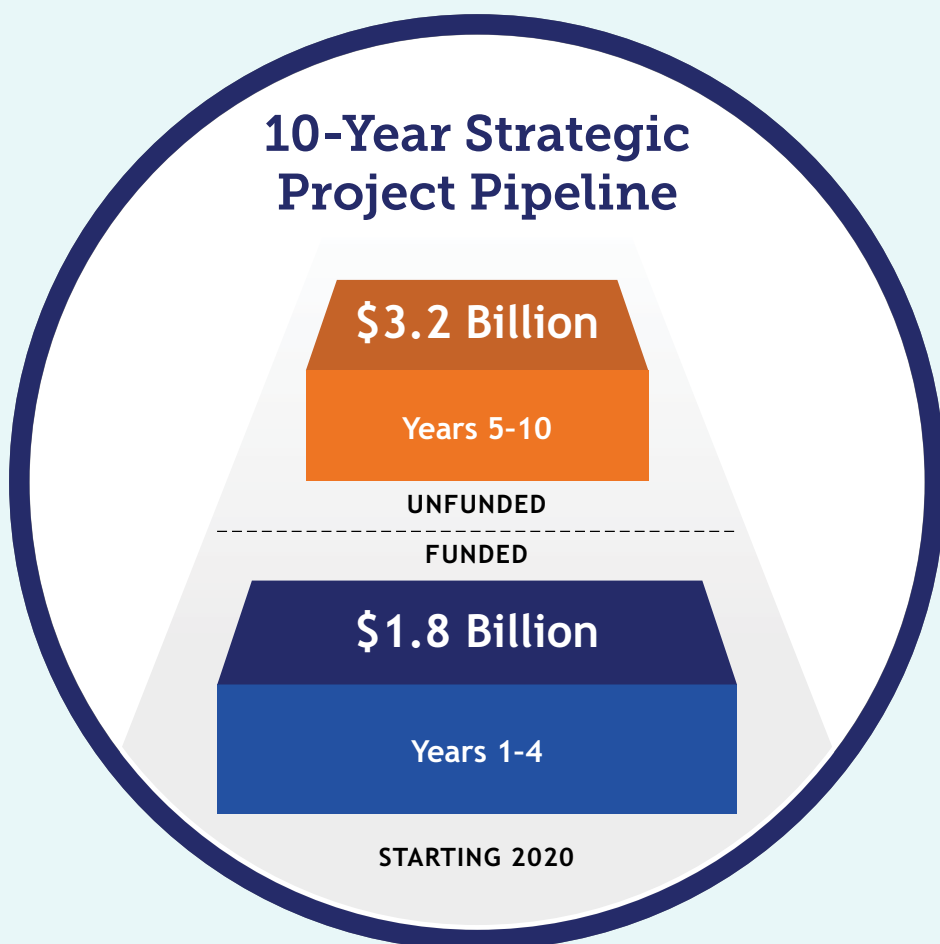 10-Year Strategic
Project Pipeline
$3.2 Billion
Years 5-10
UNFUNDED
FUNDED
$1.8 Billion
Years 1-4
STARTING 2020